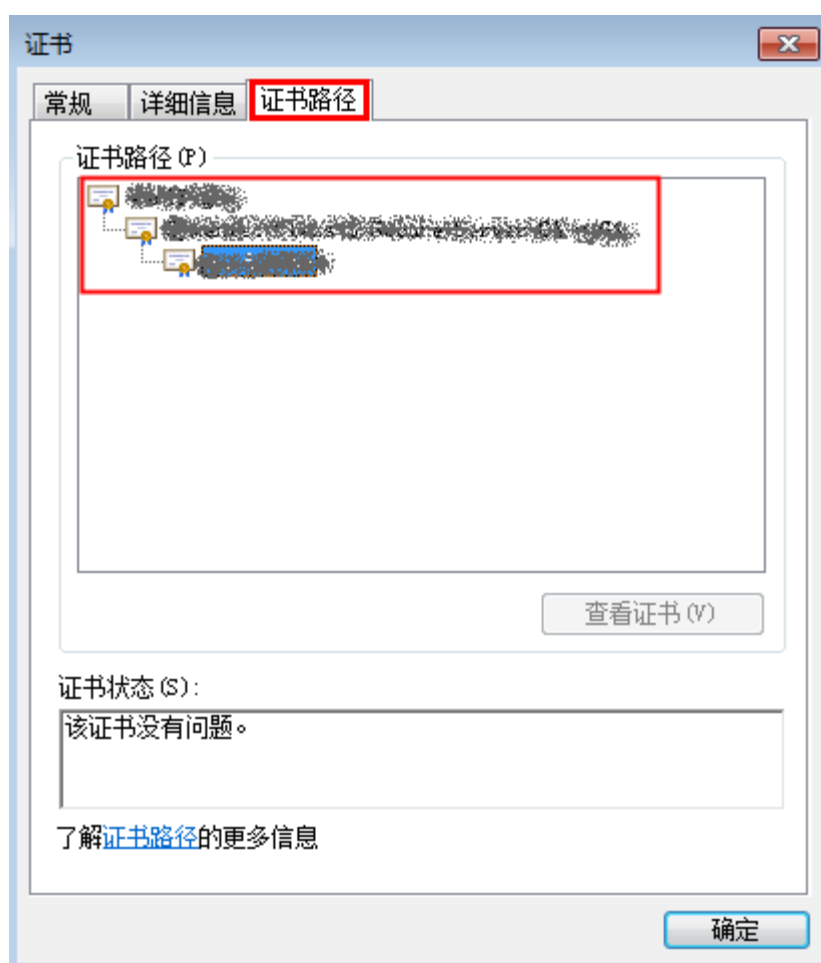 证书
常规 详细信息 证书路径
证书路径(P)
查看证书(V)
证书状态(S):
该证书没有问题。
了解证书路径的更多信息
确定